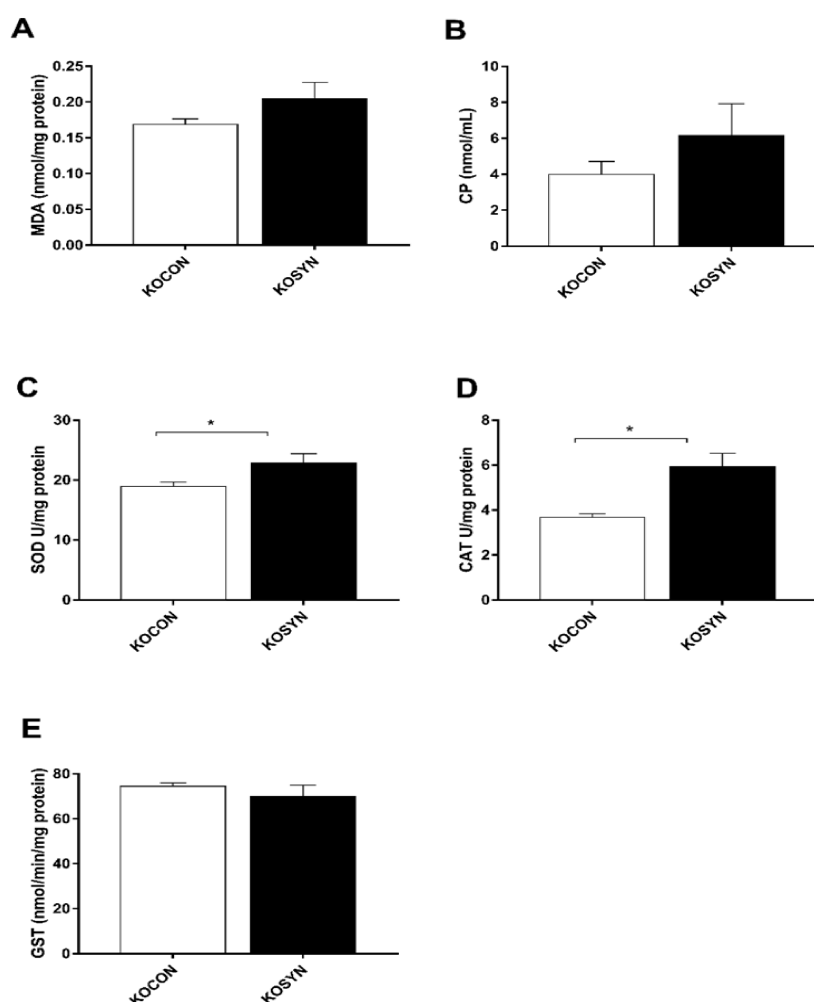 A
MDA (nmol/mg protein)
0.25
0.20
0.15
0.10
0.05
0.00
KOCON
KOSYN
B
CP (nmol/mL)
10
8
6
4
2
0
KOCON
KOSYN
C
SOD U/mg protein
30
20
10
0
*
KOCON
KOSYN
D
CAT U/mg protein
8
6
4
2
0
*
KOCON
KOSYN
E
GST (nmol/min/mg protein)
80
60
40
20
0
KOCON
KOSYN